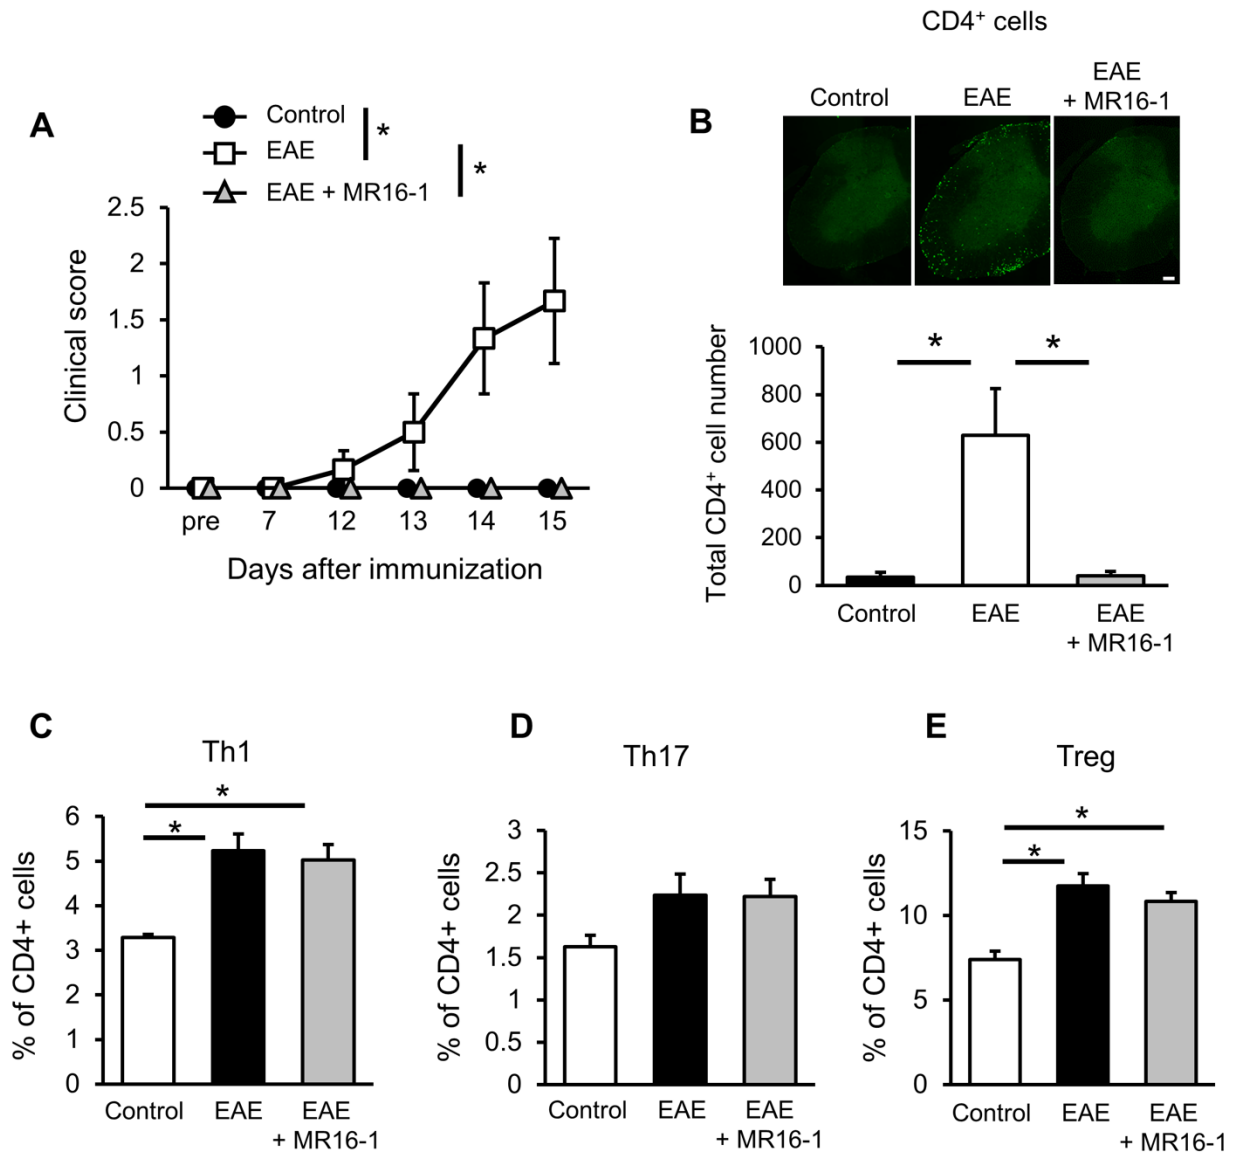 A
Control
EAE
EAE + MR16-1
*
*
2.5
2
1.5
1
0.5
0
Clinical score
pre 7 12 13 14 15
Days after immunization
B
CD4⁺ cells
Control EAE EAE
+ MR16-1
1000
800
600
400
200
0
Total CD4⁺ cell number
* *
Control EAE EAE
+ MR16-1
C
Th1
*
*
6
5
4
3
2
1
0
% of CD4+ cells
Control EAE EAE
+ MR16-1
D
Th17
3
2.5
2
1.5
1
0.5
0
% of CD4+ cells
Control EAE EAE
+ MR16-1
E
Treg
*
*
15
10
5
0
% of CD4+ cells
Control EAE EAE
+ MR16-1